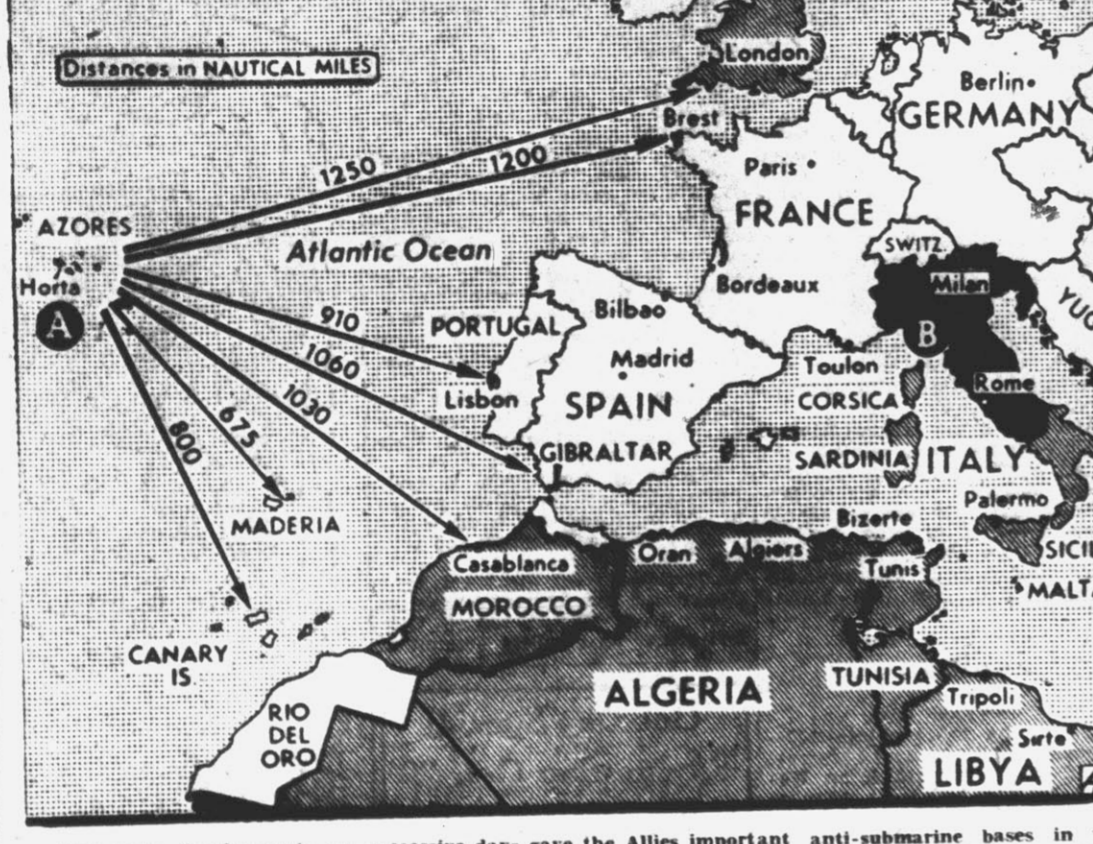 Distances in NAUTICAL MILES
London
Berlin
GERMANY
Brest
1250
1200
Paris
FRANCE
AZORES
Atlantic Ocean
SWITZ.
Horta
A
Milan
Bordeaux
Bilbao
910
PORTUGAL
B
1060
Madrid
Toulon
Rome
Lisbon
SPAIN
CORSICA
1030
675
800
GIBRALTAR
SARDINIA
ITALY
Palermo
MADERIA
Bizerte
Casablanca
Oran
Algiers
Tunis
SICI
MALT
MOROCCO
CANARY
IS
ALGERIA
TUNISIA
Tripoli
RIO
DEL
ORO
Sirte
LIBYA
YUG
gave the Allies important anti-submarine bases in